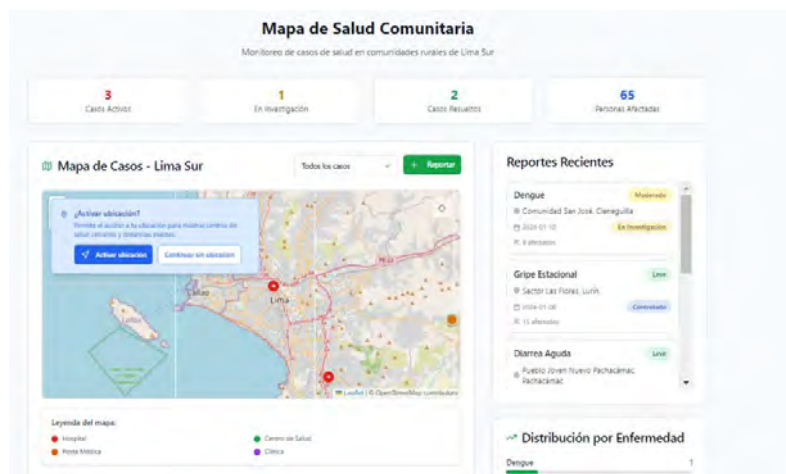 Mapa de Salud Comunitaria
Monitoreo de casos de salud en comunidades rurales de Lima Sur
3
Casos Activos
1
En Investigación
2
Casos Resueltos
65
Personas Afectadas
Mapa de Casos - Lima Sur
Todos los casos
+ Reportar
¿Activar ubicación?
Permite el acceso a tu ubicación para mostrar centros de
salud cercanos y distancias exactas.
Activar ubicación
Continuar sin ubicación
Callao
Lima
Leaflet | © OpenStreetMap contributors
Leyenda del mapa:
Hospital
Centro de Salud
Posta Médica
Clínica
Reportes Recientes
Dengue
Moderado
Comunidad San José, Cieneguilla
2024-01-10
En Investigación
8 afectados
Gripe Estacional
Leve
Sector Las Flores, Lurín
2024-01-08
Controlado
15 afectados
Diarrea Aguda
Leve
Pueblo Joven Nuevo Pachacámac,
Pachacámac
Distribución por Enfermedad
Dengue
1